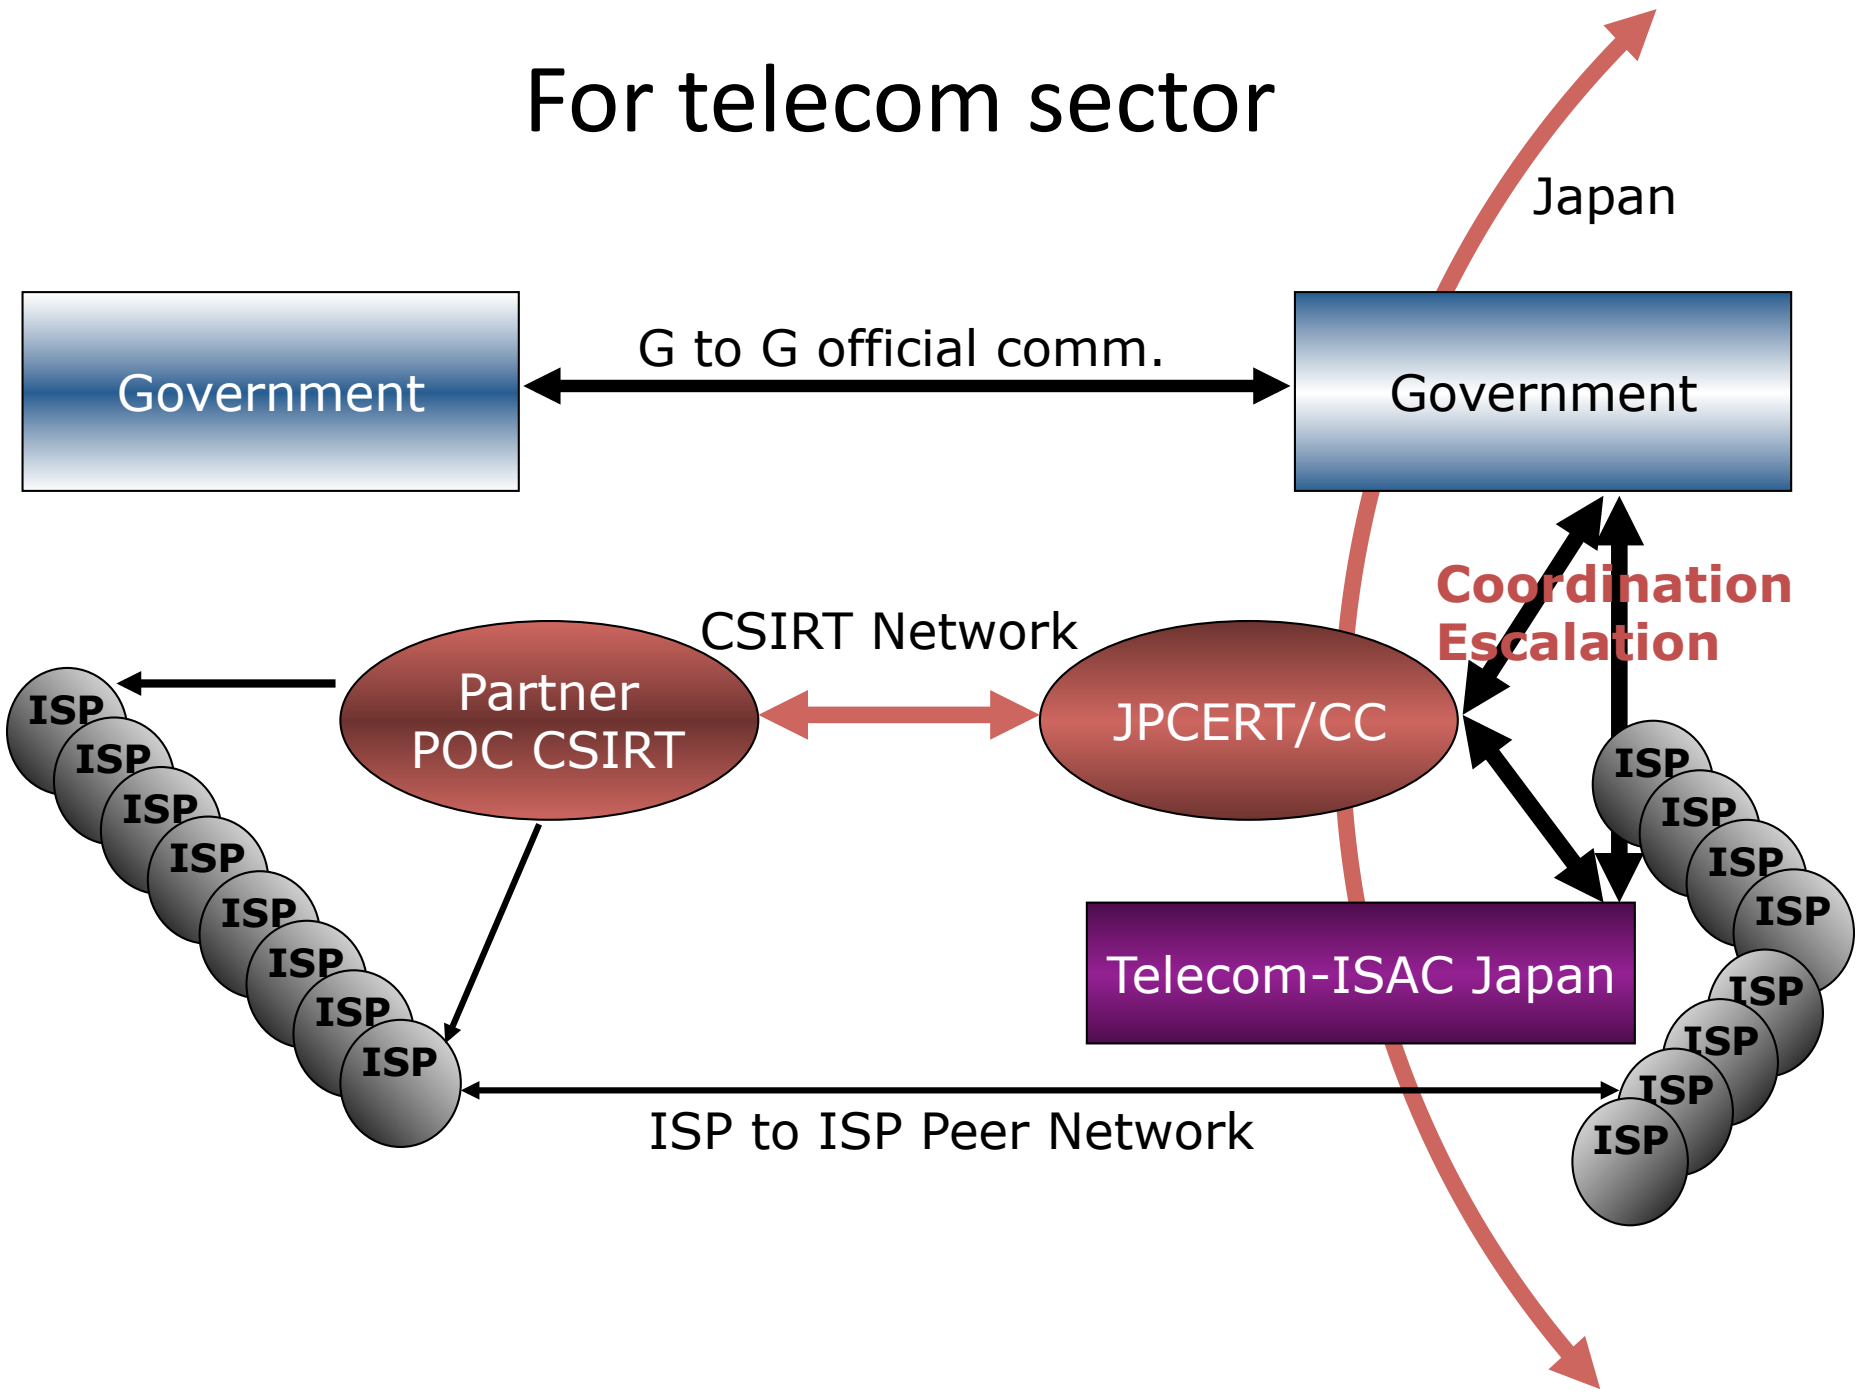 For telecom sector
Japan
G to G official comm.
Government
Government
Coordination
Escalation
CSIRT Network
Partner
POC CSIRT
JPCERT/CC
ISP
ISP
ISP
ISP
ISP
ISP
ISP
ISP
ISP
ISP
ISP
ISP
Telecom-ISAC Japan
ISP
ISP
ISP
ISP
ISP to ISP Peer Network